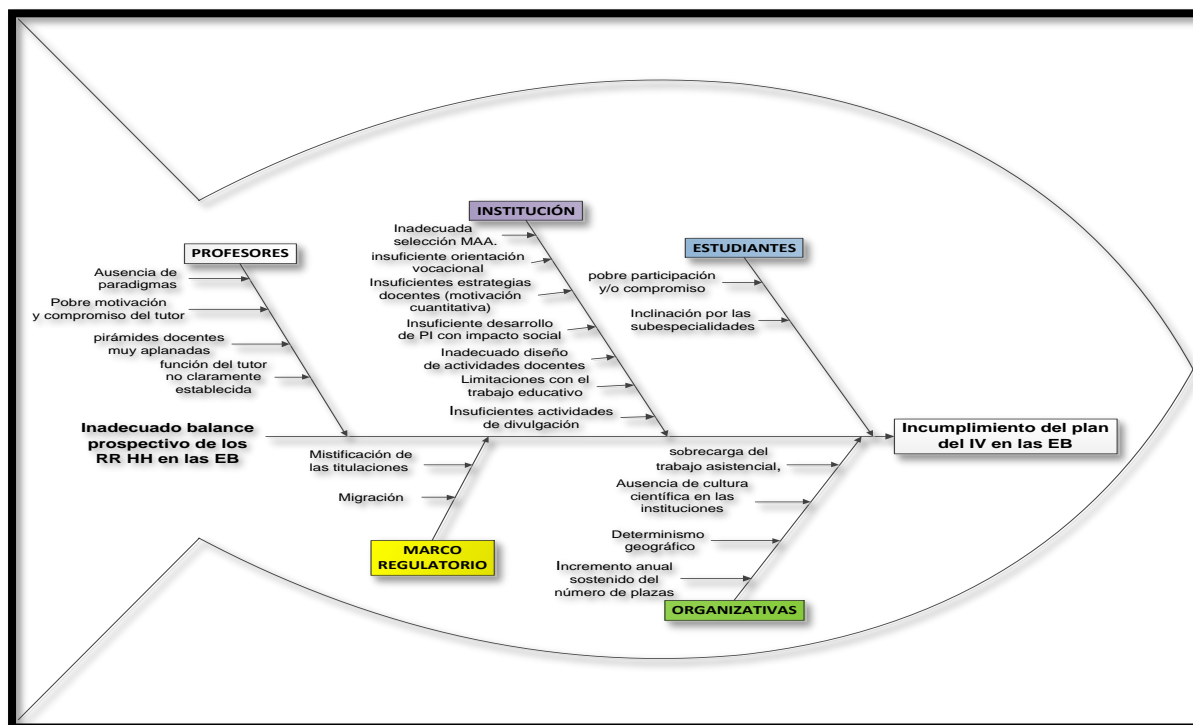 INSTITUCIÓN
Inadecuada
selección MAA.
insuficiente orientación
vocacional
Insuficientes estrategias
docentes (motivación
cuantitativa)
Insuficiente desarrollo
de PI con impacto social
Inadecuado diseño
de actividades docentes
Limitaciones con el
trabajo educativo
Insuficientes actividades
de divulgación
PROFESORES
Ausencia de
paradigmas
Pobre motivación
y compromiso del tutor
pirámides docentes
muy aplanadas
función del tutor
no claramente
establecida
ESTUDIANTES
pobre participación
y/o compromiso
Inclinación por las
subespecialidades
Inadecuado balance
prospectivo de los
RR HH en las EB
Incumplimiento del plan
del IV en las EB
Mistificación de
las titulaciones
Migración
MARCO
REGULATORIO
sobrecarga del
trabajo asistencial,
Ausencia de cultura
científica en las
instituciones
Determinismo
geográfico
Incremento anual
sostenido del
número de plazas
ORGANIZATIVAS